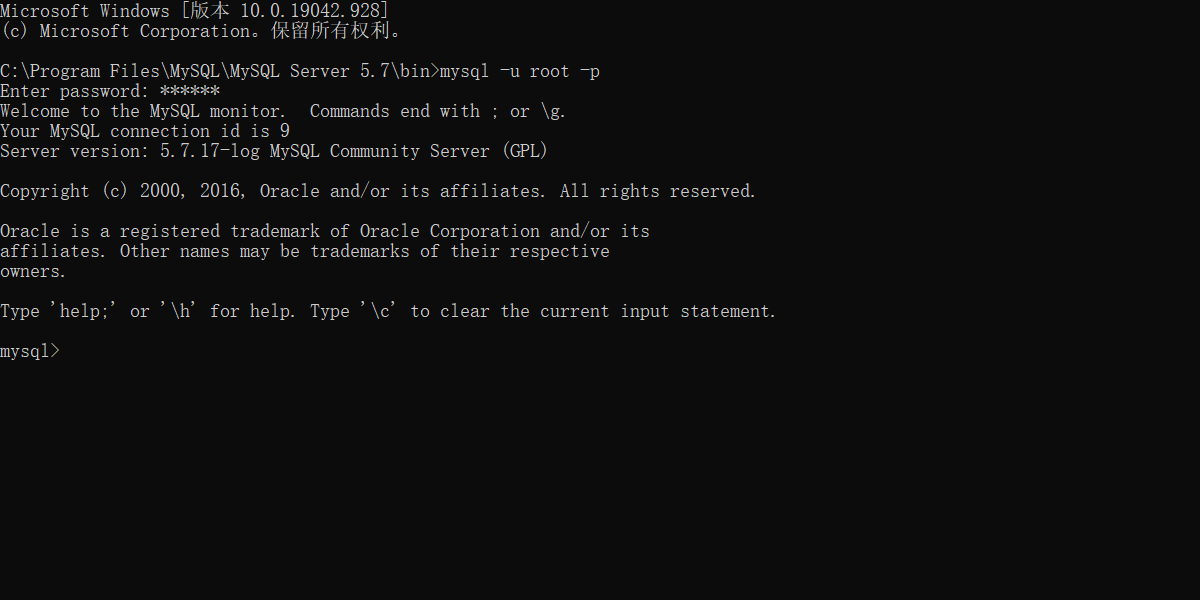 Microsoft Windows [版本 10.0.19042.928]
(c) Microsoft Corporation。保留所有权利。
C:\Program Files\MySQL\MySQL Server 5.7\bin>mysql -u root -p
Enter password: ******
Welcome to the MySQL monitor.  Commands end with ; or \g.
Your MySQL connection id is 9
Server version: 5.7.17-log MySQL Community Server (GPL)
Copyright (c) 2000, 2016, Oracle and/or its affiliates. All rights reserved.
Oracle is a registered trademark of Oracle Corporation and/or its
affiliates. Other names may be trademarks of their respective
owners.
Type 'help;' or '\h' for help. Type '\c' to clear the current input statement.
mysql>